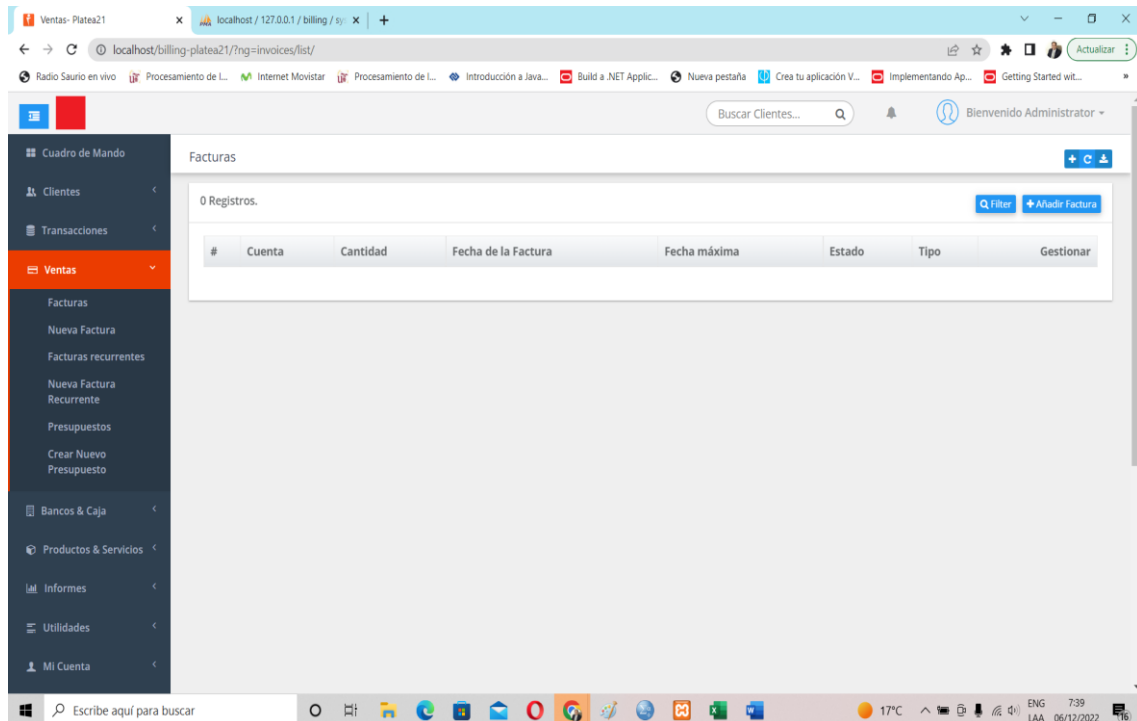 Ventas- Platea21
localhost / 127.0.0.1 / billing / sys
localhost/billing-platea21/?ng=invoices/list/
Actualizar
Radio Saurio en vivo
Procesamiento de l...
Internet Movistar
Procesamiento de l...
Introducción a Java...
Build a .NET Applic...
Nueva pestaña
Crea tu aplicación V...
Implementando Ap...
Getting Started wit...
»
Buscar Clientes...
Bienvenido Administrator
Cuadro de Mando
Clientes
Transacciones
Ventas
Facturas
Nueva Factura
Facturas recurrentes
Nueva Factura
Recurrente
Presupuestos
Crear Nuevo
Presupuesto
Bancos & Caja
Productos & Servicios
Informes
Utilidades
Mi Cuenta
Facturas
0 Registros.
Filter
Añadir Factura
# Cuenta Cantidad Fecha de la Factura Fecha máxima Estado Tipo Gestionar
Escribe aquí para buscar
17°C
ENG
LAA
7:39
06/12/2022